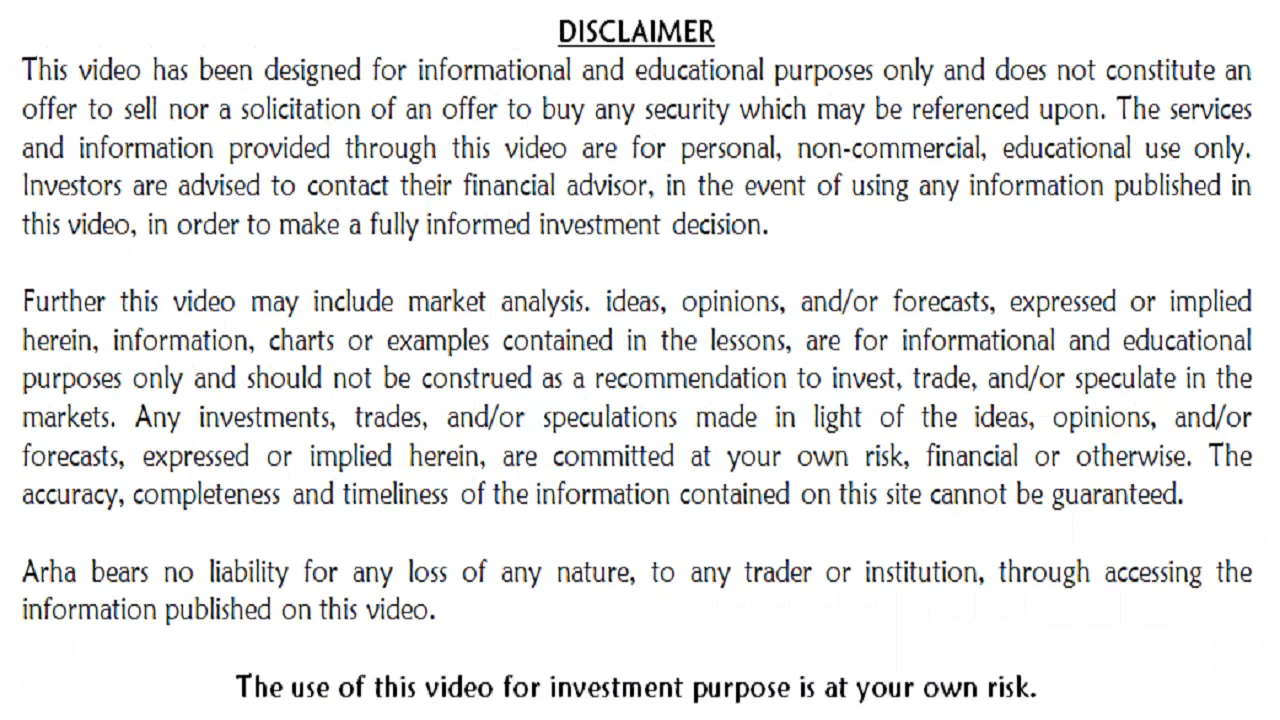 DISCLAIMER
This video has been designed for informational and educational purposes only and does not constitute an
offer to sell nor a solicitation of an offer to buy any security which may be referenced upon. The services
and information provided through this video are for personal, non-commercial, educational use only.
Investors are advised to contact their financial advisor, in the event of using any information published in
this video, in order to make a fully informed investment decision.
Further this video may include market analysis. ideas, opinions, and/or forecasts, expressed or implied
herein, information, charts or examples contained in the lessons, are for informational and educational
purposes only and should not be construed as a recommendation to invest, trade, and/or speculate in the
markets. Any investments, trades, and/or speculations made in light of the ideas, opinions, and/or
forecasts, expressed or implied herein, are committed at your own risk, financial or otherwise. The
accuracy, completeness and timeliness of the information contained on this site cannot be guaranteed.
Arha bears no liability for any loss of any nature, to any trader or institution, through accessing the
information published on this video.
The use of this video for investment purpose is at your own risk.